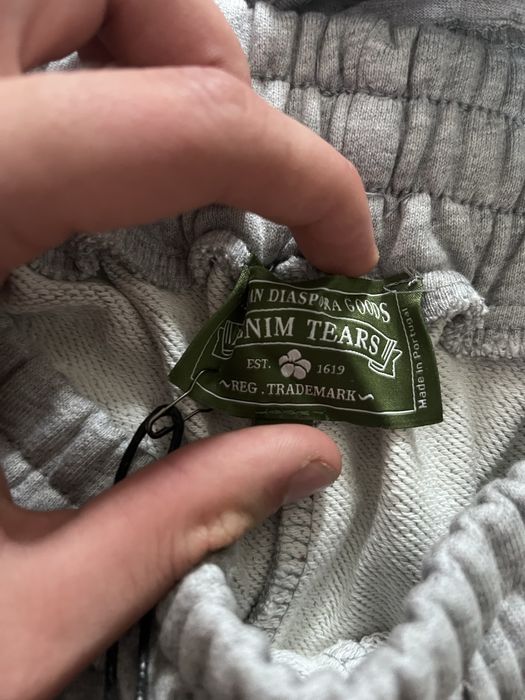 IN DIASPORA GOODS
NIM TEARS
EST. 1619
~REG. TRADEMARK~
Made in Portugal